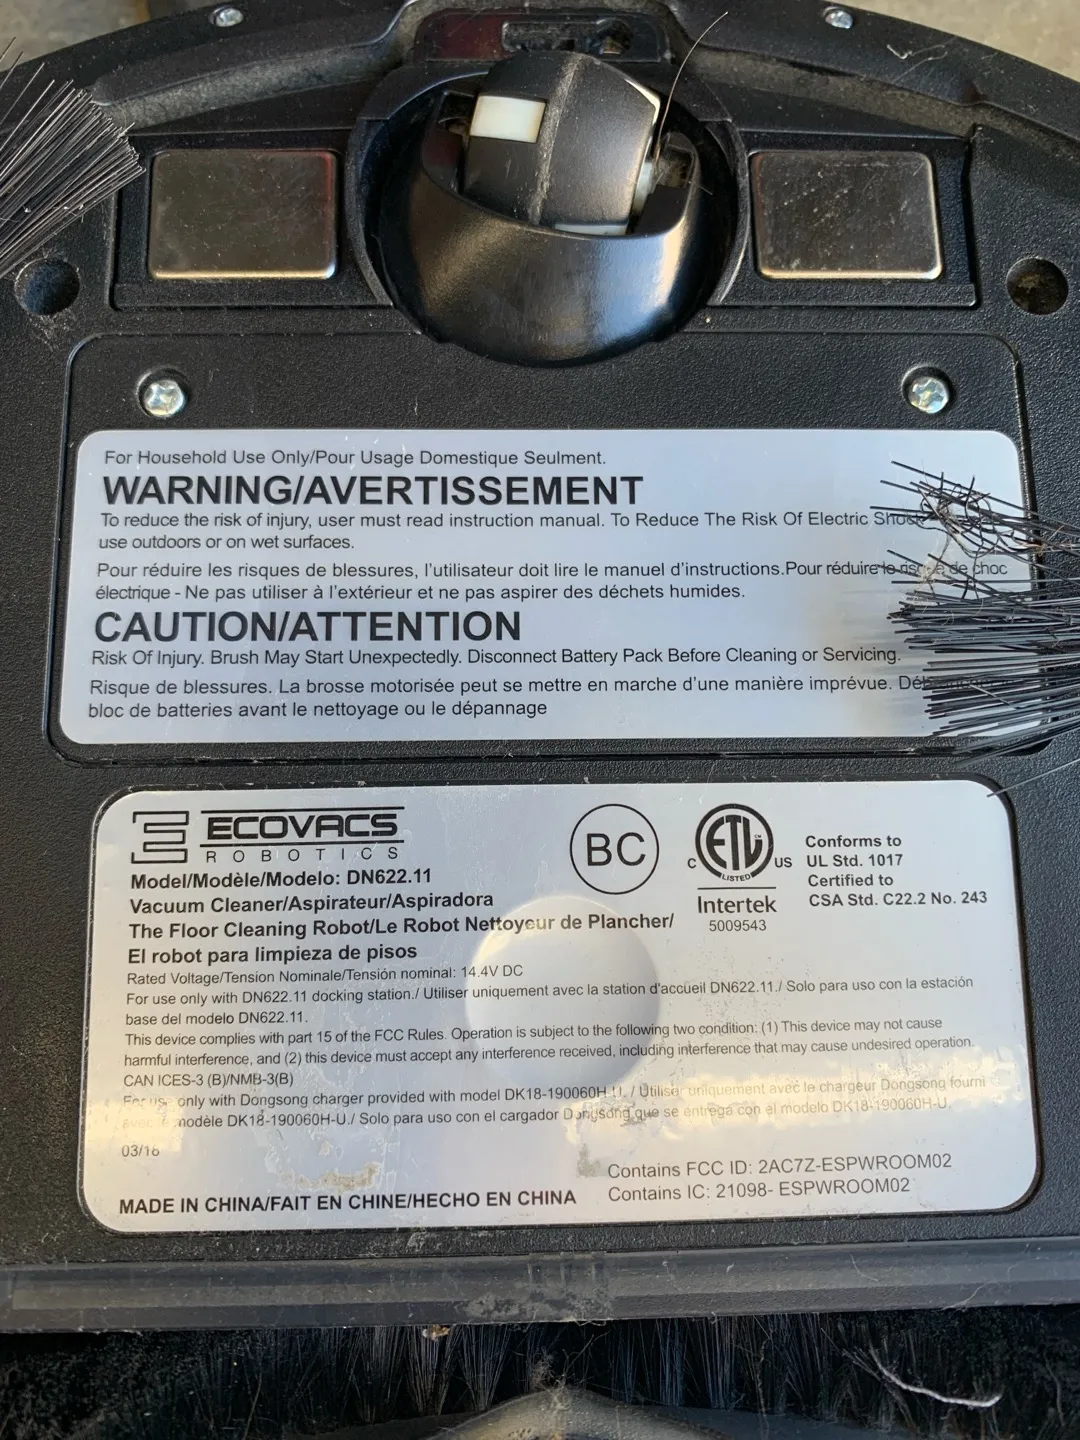 For Household Use Only/Pour Usage Domestique Seulment.
WARNING/AVERTISSEMENT
To reduce the risk of injury, user must read instruction manual. To Reduce The Risk Of Electric Shock
use outdoors or on wet surfaces.
Pour réduire les risques de blessures, l'utilisateur doit lire le manuel d'instructions.Pour réduire le risque de choc
électrique - Ne pas utiliser à l'extérieur et ne pas aspirer des déchets humides.
CAUTION/ATTENTION
Risk Of Injury. Brush May Start Unexpectedly. Disconnect Battery Pack Before Cleaning or Servicing.
Risque de blessures. La brosse motorisée peut se mettre en marche d'une manière imprévue.
bloc de batteries avant le nettoyage ou le dépannage
ECOVACS
ROBOTICS
BC
ETL
CM
C
US
LISTED
Intertek
5009543
Conforms to
UL Std. 1017
Certified to
CSA Std. C22.2 No. 243
Model/Modèle/Modelo: DN622.11
Vacuum Cleaner/Aspirateur/Aspiradora
The Floor Cleaning Robot/Le Robot Nettoyeur de Plancher/
El robot para limpieza de pisos
Rated Voltage/Tension Nominale/Tensión nominal: 14.4V DC
For use only with DN622.11 docking station./ Utiliser uniquement avec la station d'accueil DN622.11./ Solo para uso con la estación
base del modelo DN622.11.
This device complies with part 15 of the FCC Rules. Operation is subject to the following two condition: (1) This device may not cause
harmful interference, and (2) this device must accept any interference received, including interference that may cause undesired operation.
CAN ICES-3 (B)/NMB-3(B)
For use only with Dongsong charger provided with model DK18-190060H-U. / Utiliser uniquement avec le chargeur Dongsong fourni
avec le modèle DK18-190060H-U./ Solo para uso con el cargador Dongsong que se entrega con el modelo DK18-190060H-U.
03/18
Contains FCC ID: 2AC7Z-ESPWROOM02
Contains IC: 21098- ESPWROOM02
MADE IN CHINA/FAIT EN CHINE/HECHO EN CHINA